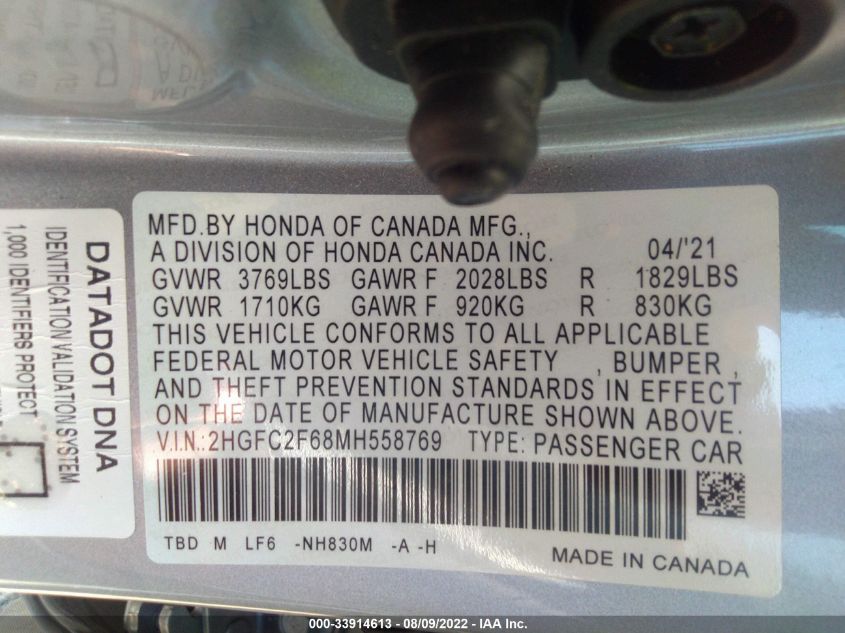 MFD.BY HONDA OF CANADA MFG.,
A DIVISION OF HONDA CANADA INC. 04/'21
GVWR 3769LBS GAWR F 2028LBS R 1829LBS
GVWR 1710KG GAWR F 920KG R 830KG
THIS VEHICLE CONFORMS TO ALL APPLICABLE
FEDERAL MOTOR VEHICLE SAFETY , BUMPER ,
AND THEFT PREVENTION STANDARDS IN EFFECT
ON THE DATE OF MANUFACTURE SHOWN ABOVE.
V.I.N.:2HGFC2F68MH558769 TYPE: PASSENGER CAR
TBD M LF6 -NH830M -A -H
MADE IN CANADA
DATADOT DNA
IDENTIFICATION VALIDATION SYSTEM
1,000 IDENTIFIERS PROTECT
000-33914613 - 08/09/2022 - IAA Inc.